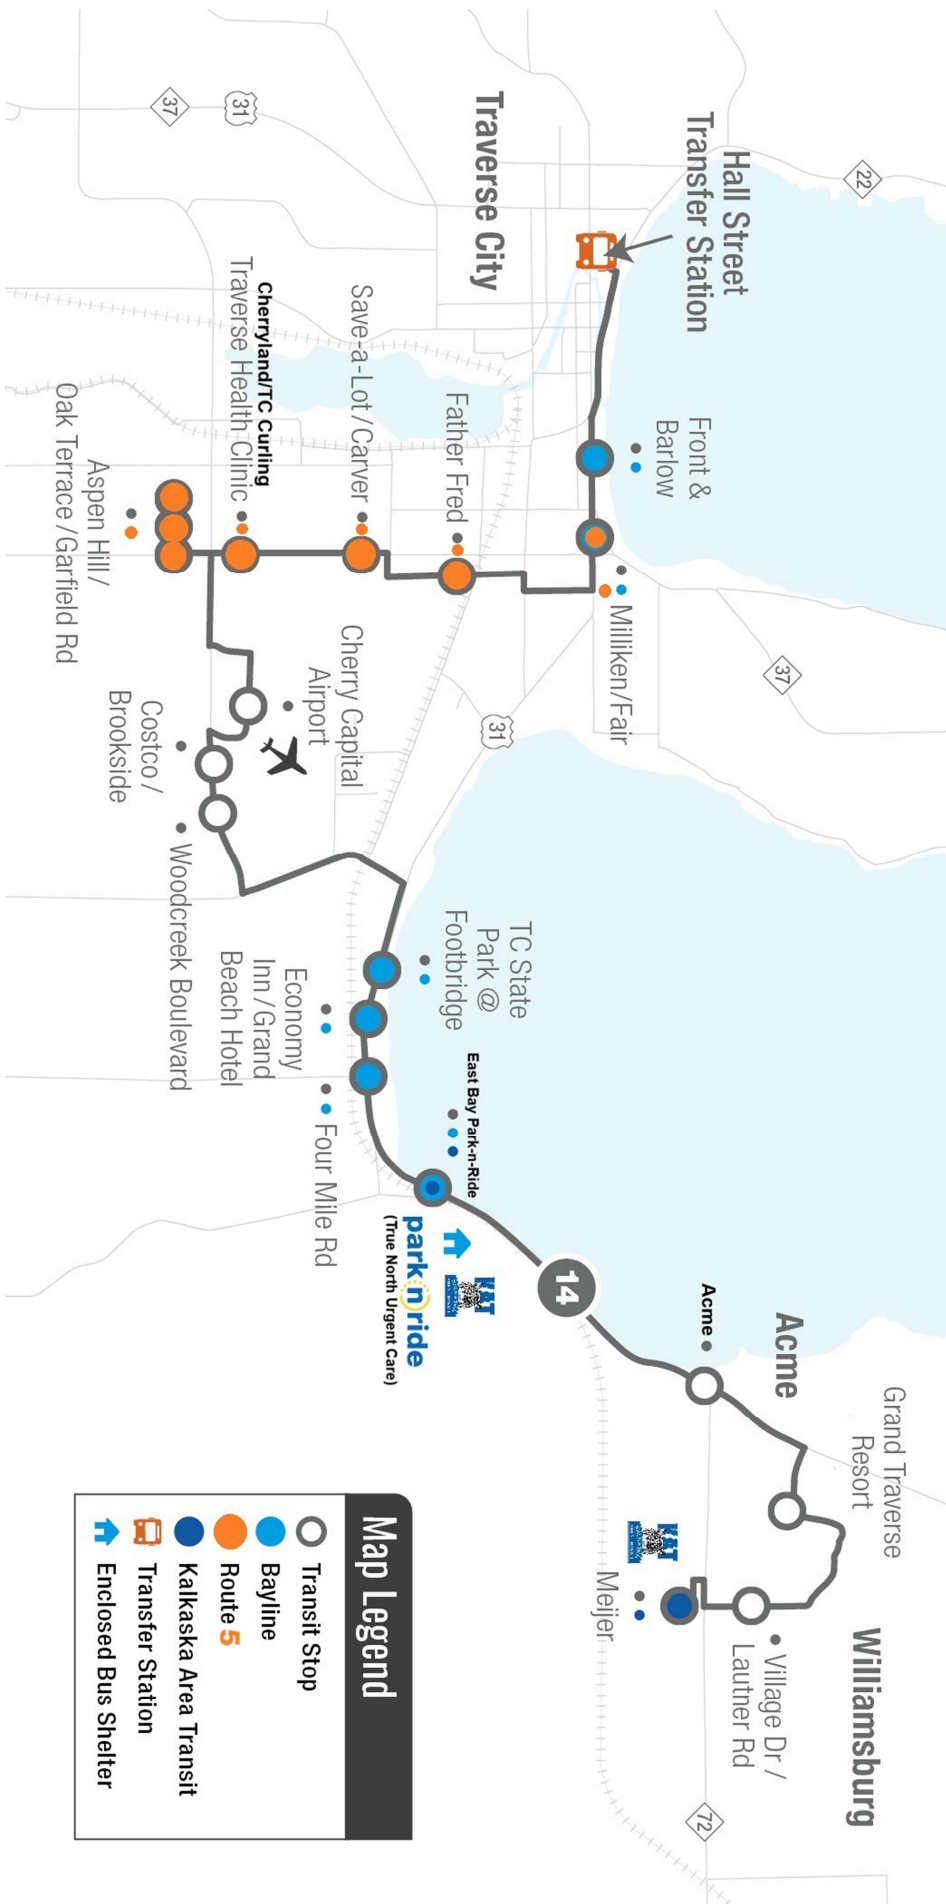 22
Hall Street
Transfer Station
Traverse City
31
37
Front &
Barlow
Milliken/Fair
37
31
Father Fred
Save-a-Lot / Carver
Cherryland/TC Curling
Traverse Health Clinic
Aspen Hill /
Oak Terrace / Garfield Rd
Cherry Capital
Airport
Costco /
Brookside
Woodcreek Boulevard
TC State
Park @
Footbridge
Economy
Inn / Grand
Beach Hotel
Four Mile Rd
East Bay Park-n-Ride
park n ride
(True North Urgent Care)
14
Acme
Acme
Grand Traverse
Resort
Williamsburg
Village Dr /
Lautner Rd
Meijer
72
Map Legend
Transit Stop
Bayline
Route 5
Kalkaska Area Transit
Transfer Station
Enclosed Bus Shelter